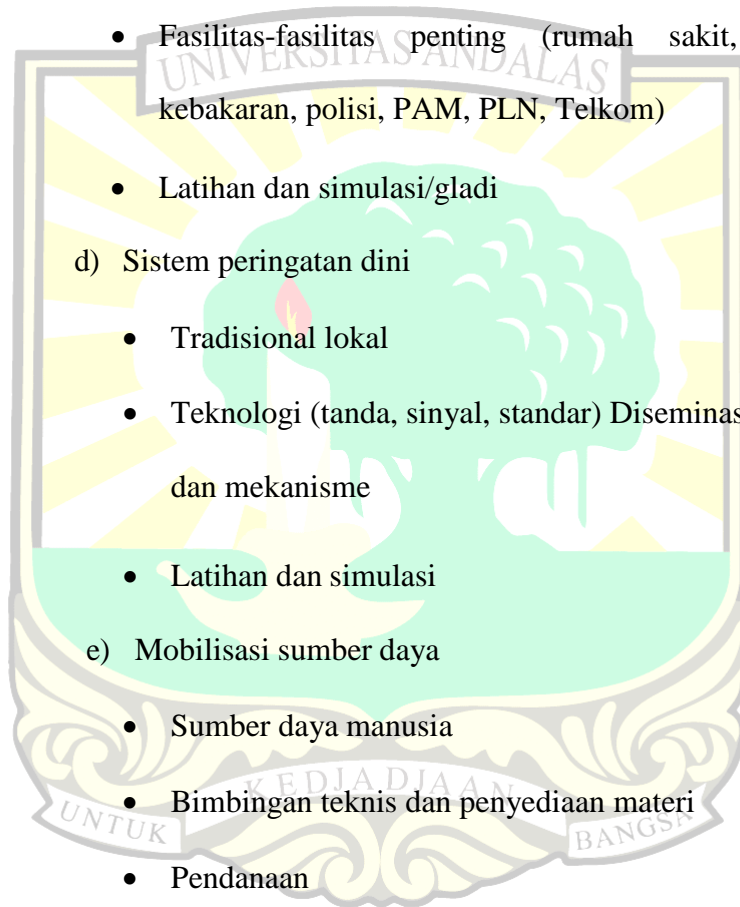 • Fasilitas-fasilitas penting (rumah sakit,
UNIVERSITAS ANDALAS
kebakaran, polisi, PAM, PLN, Telkom)
• Latihan dan simulasi/gladi
d) Sistem peringatan dini
• Tradisional lokal
• Teknologi (tanda, sinyal, standar) Diseminas
dan mekanisme
• Latihan dan simulasi
e) Mobilisasi sumber daya
• Sumber daya manusia
• Bimbingan teknis dan penyediaan materi
UNTUK KEDJADJAAN BANGSA
• Pendanaan